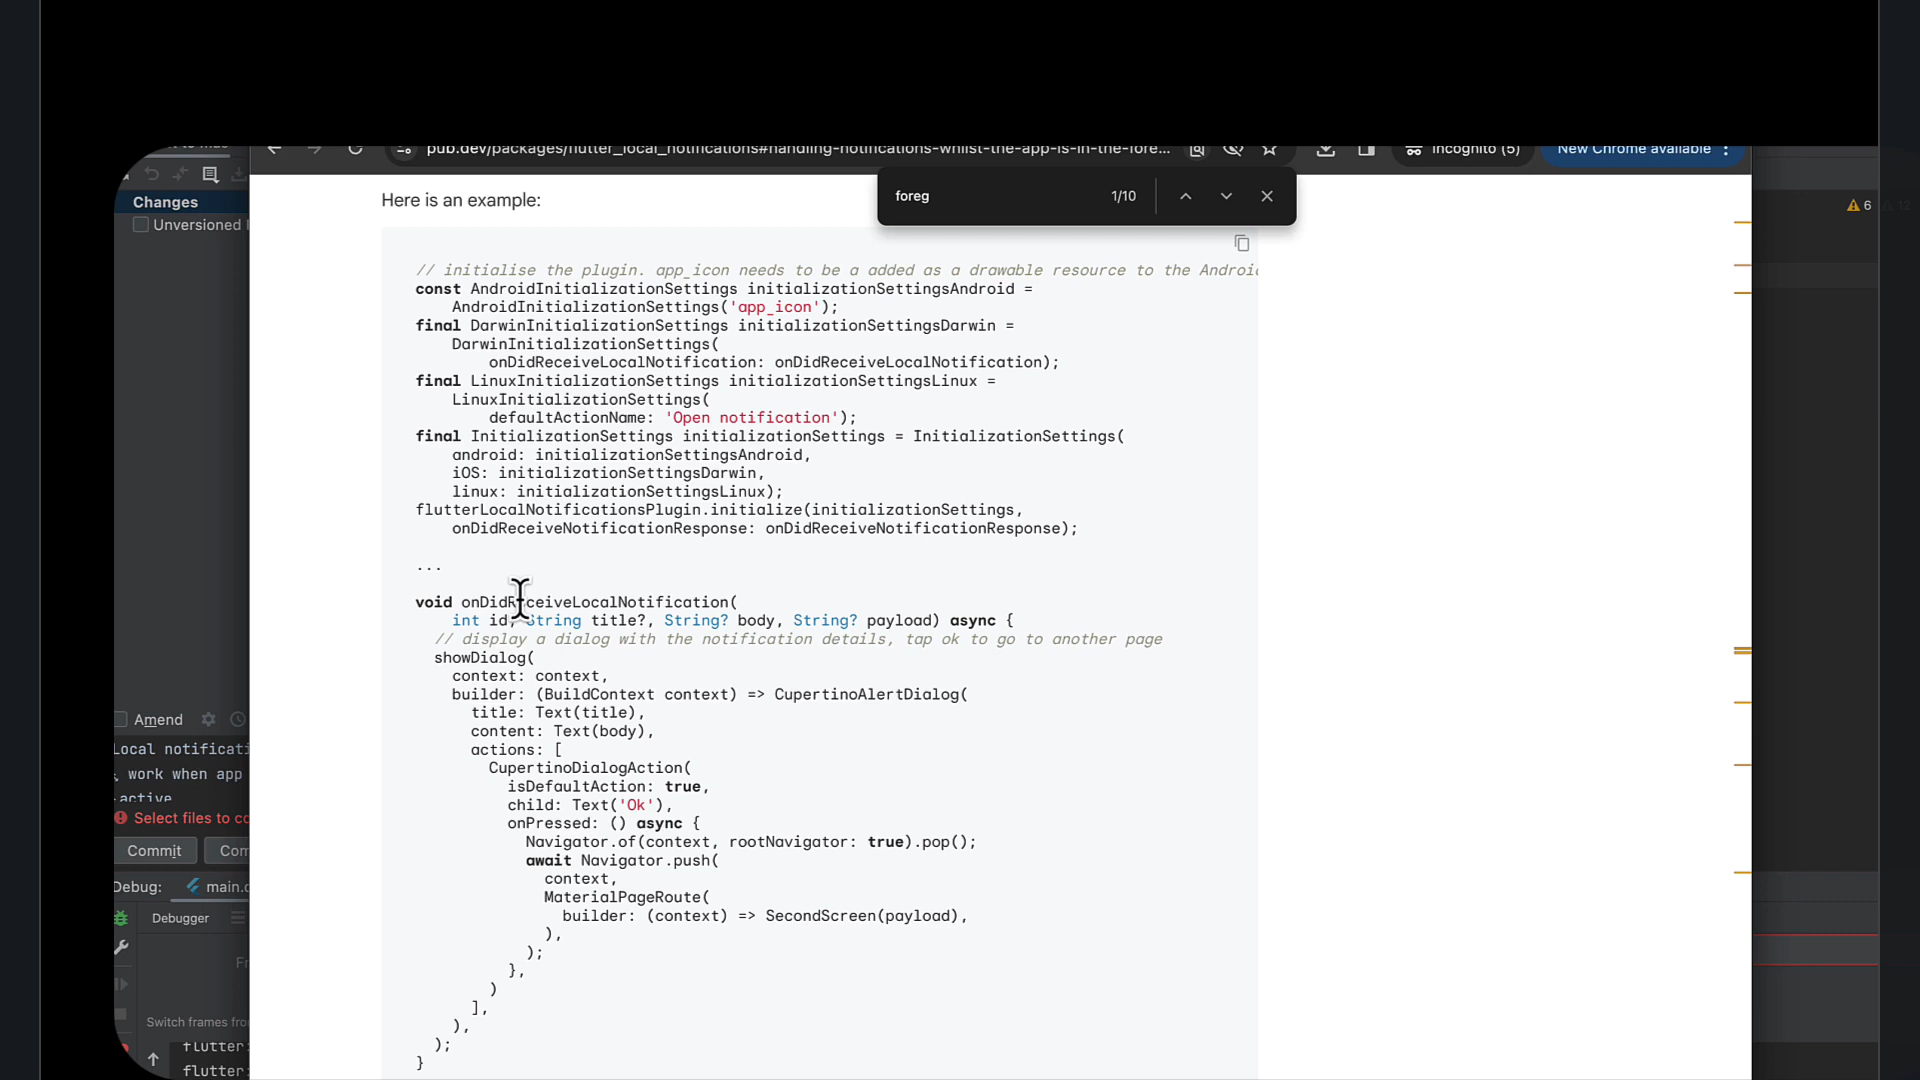 pub.dev/packages/flutter_local_notifications#handling-notifications-whilst-the-app-is-in-the-fore...
Incognito (5)
New Chrome available
foreg
1/10
Changes
Unversioned
6
12
Here is an example:
// initialise the plugin. app_icon needs to be a added as a drawable resource to the Androi
const AndroidInitializationSettings initializationSettingsAndroid =
AndroidInitializationSettings('app_icon');
final DarwinInitializationSettings initializationSettingsDarwin =
DarwinInitializationSettings(
onDidReceiveLocalNotification: onDidReceiveLocalNotification);
final LinuxInitializationSettings initializationSettingsLinux =
LinuxInitializationSettings(
defaultActionName: 'Open notification');
final InitializationSettings initializationSettings = InitializationSettings(
android: initializationSettingsAndroid,
iOS: initializationSettingsDarwin,
linux: initializationSettingsLinux);
flutterLocalNotificationsPlugin.initialize(initializationSettings,
onDidReceiveNotificationResponse: onDidReceiveNotificationResponse);
...
void onDidReceiveLocalNotification(
int id, String title?, String? body, String? payload) async {
// display a dialog with the notification details, tap ok to go to another page
showDialog(
context: context,
builder: (BuildContext context) => CupertinoAlertDialog(
title: Text(title),
content: Text(body),
actions: [
CupertinoDialogAction(
isDefaultAction: true,
child: Text('Ok'),
onPressed: () async {
Navigator.of(context, rootNavigator: true).pop();
await Navigator.push(
context,
MaterialPageRoute(
builder: (context) => SecondScreen(payload),
),
);
},
)
],
),
);
}
Amend
Local notificati
work when app
active
Select files to co
Commit
Com
Debug:
main.
Debugger
Fr
Switch frames fro
flutter:
flutter: